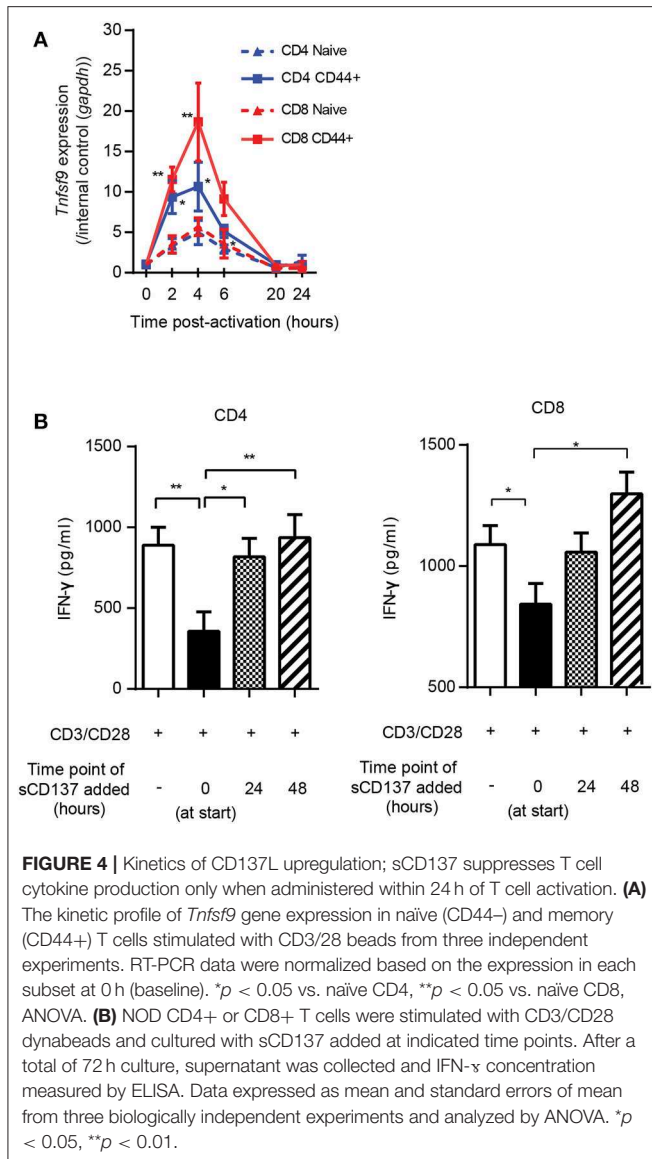 A
Tnfsf9 expression
(/internal control (gapdh))
30
25
20
15
10
5
0
CD4 Naive
CD4 CD44+
CD8 Naive
CD8 CD44+
**
**
*
*
*
0 2 4 6 20 24
Time post-activation (hours)
B
CD4
IFN-γ (pg/ml)
1500
1000
500
0
**
**
*
CD3/CD28 + + + +
Time point of
sCD137 added
(hours)
- 0 24 48
(at start)
CD8
IFN-γ (pg/ml)
1500
1000
500
*
*
CD3/CD28 + + + +
Time point of
sCD137 added
(hours)
- 0 24 48
(at start)
FIGURE 4 | Kinetics of CD137L upregulation; sCD137 suppresses T cell
cytokine production only when administered within 24 h of T cell activation. (A)
The kinetic profile of Tnfsf9 gene expression in naïve (CD44–) and memory
(CD44+) T cells stimulated with CD3/28 beads from three independent
experiments. RT-PCR data were normalized based on the expression in each
subset at 0 h (baseline). *p < 0.05 vs. naïve CD4, **p < 0.05 vs. naïve CD8,
ANOVA. (B) NOD CD4+ or CD8+ T cells were stimulated with CD3/CD28
dynabeads and cultured with sCD137 added at indicated time points. After a
total of 72 h culture, supernatant was collected and IFN-ɤ concentration
measured by ELISA. Data expressed as mean and standard errors of mean
from three biologically independent experiments and analyzed by ANOVA. *p
< 0.05, **p < 0.01.